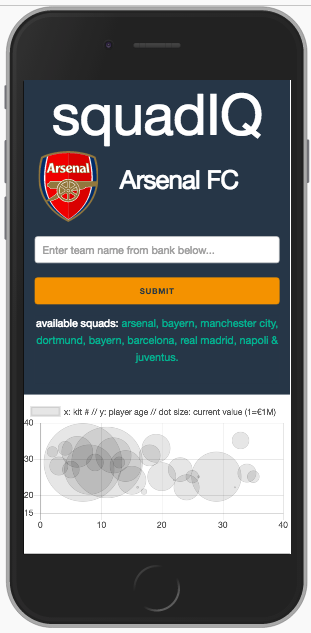 squadIQ
Arsenal
Arsenal FC
Enter team name from bank below...
SUBMIT
available squads: arsenal, bayern, manchester city,
dortmund, bayern, barcelona, real madrid, napoli &
juventus.
x: kit # // y: player age // dot size: current value (1=€1M)
40
30
20
15
0 10 20 30 40